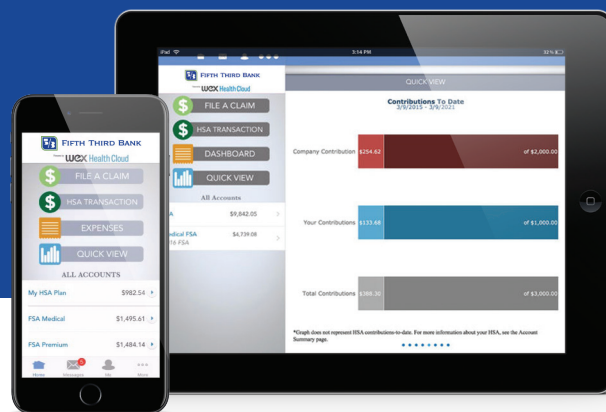 FIFTH THIRD BANK
wex Health Cloud
FILE A CLAIM
HSA TRANSACTION
EXPENSES
QUICK VIEW
ALL ACCOUNTS
My HSA Plan $982.54
FSA Medical $1,495.61
FSA Premium $1,484.14
Home Messages Me More
iPad 3:14 PM 92%
FIFTH THIRD BANK
wex Health Cloud
FILE A CLAIM
HSA TRANSACTION
DASHBOARD
QUICK VIEW
All Accounts
A $9,842.05
edical FSA $4,739.08
16 FSA
QUICK VIEW
Contributions To Date
3/9/2015 - 3/9/2021
Company Contribution $254.62 of $2,000.00
Your Contributions $133.68 of $1,000.00
Total Contributions $388.30 of $3,000.00
*Graph does not represent HSA contributions-to-date. For more information about your HSA, see the Account
Summary page.